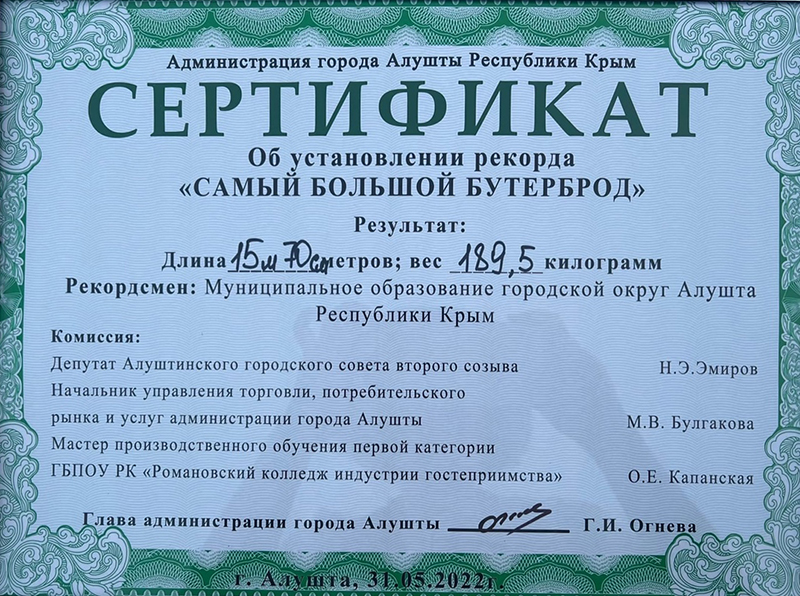 Администрация города Алушты Республики Крым
СЕРТИФИКАТ
Об установлении рекорда
«САМЫЙ БОЛЬШОЙ БУТЕРБРОД»
Результат:
Длина 15м 70см метров; вес 189,5 килограмм
Рекордсмен: Муниципальное образование городской округ Алушта
Республики Крым
Комиссия:
Депутат Алуштинского городского совета второго созыва Н.Э.Эмиров
Начальник управления торговли, потребительского
рынка и услуг администрации города Алушты М.В. Булгакова
Мастер производственного обучения первой категории
ГБПОУ РК «Романовский колледж индустрии гостеприимства» О.Е. Капанская
Глава администрации города Алушты Г.И. Огнева
г. Алушта, 31.05.2022г.